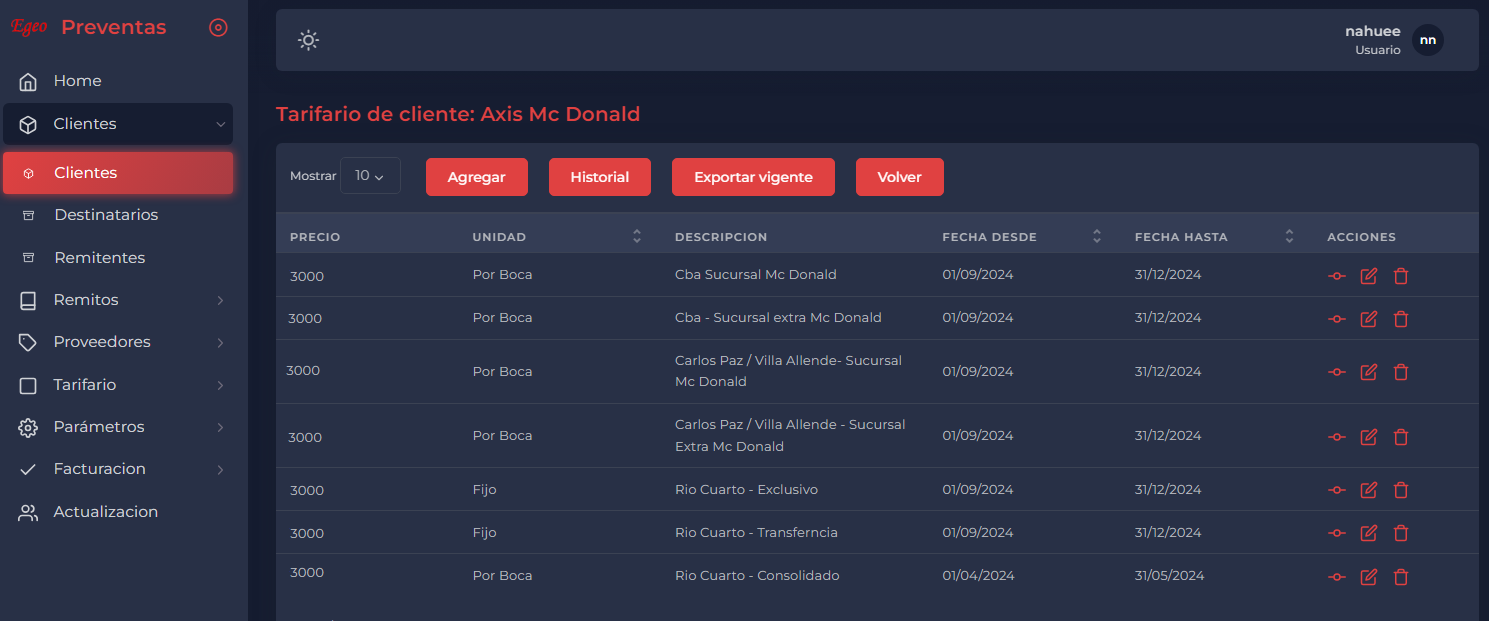 Egeo Preventas
nahuee
Usuario
nn
Home
Clientes
Clientes
Destinatarios
Remitentes
Remitos
Proveedores
Tarifario
Parámetros
Facturacion
Actualizacion
Tarifario de cliente: Axis Mc Donald
Mostrar 10 Agregar Historial Exportar vigente Volver
PRECIO UNIDAD DESCRIPCION FECHA DESDE FECHA HASTA ACCIONES
3000 Por Boca Cba Sucursal Mc Donald 01/09/2024 31/12/2024
3000 Por Boca Cba - Sucursal extra Mc Donald 01/09/2024 31/12/2024
3000 Por Boca Carlos Paz / Villa Allende- Sucursal
Mc Donald 01/09/2024 31/12/2024
3000 Por Boca Carlos Paz / Villa Allende - Sucursal
Extra Mc Donald 01/09/2024 31/12/2024
3000 Fijo Rio Cuarto - Exclusivo 01/09/2024 31/12/2024
3000 Fijo Rio Cuarto - Transferncia 01/09/2024 31/12/2024
3000 Por Boca Rio Cuarto - Consolidado 01/04/2024 31/05/2024